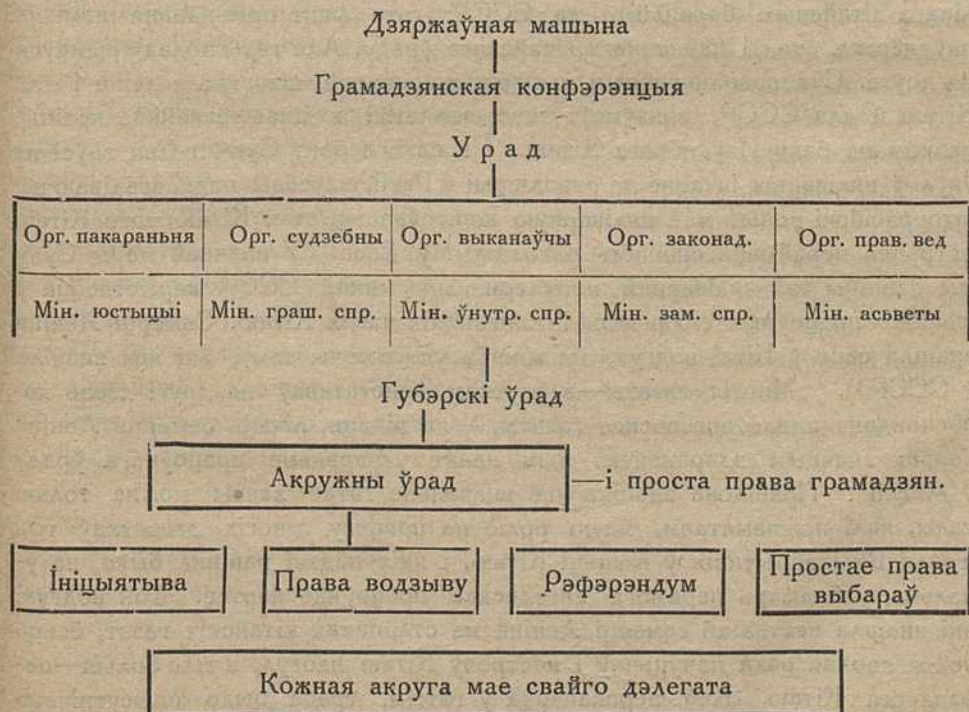 Дзяржаўная машына
Грамадзянская конфэрэнцыя
Урад
Орг. пакараньня Орг. судзебны Орг. выканаўчы Орг. законад. Орг. прав. вед
Мін. юстыцыі Мін. граш. спр. Мін. ўнутр. спр. Мін. зам. спр. Мін. асьветы
Губэрскі ўрад
Акружны ўрад —і проста права грамадзян.
Ініцыятыва Права водзыву Рэфэрэндум Простае права
выбараў
Кожная акруга мае свайго дэлегата